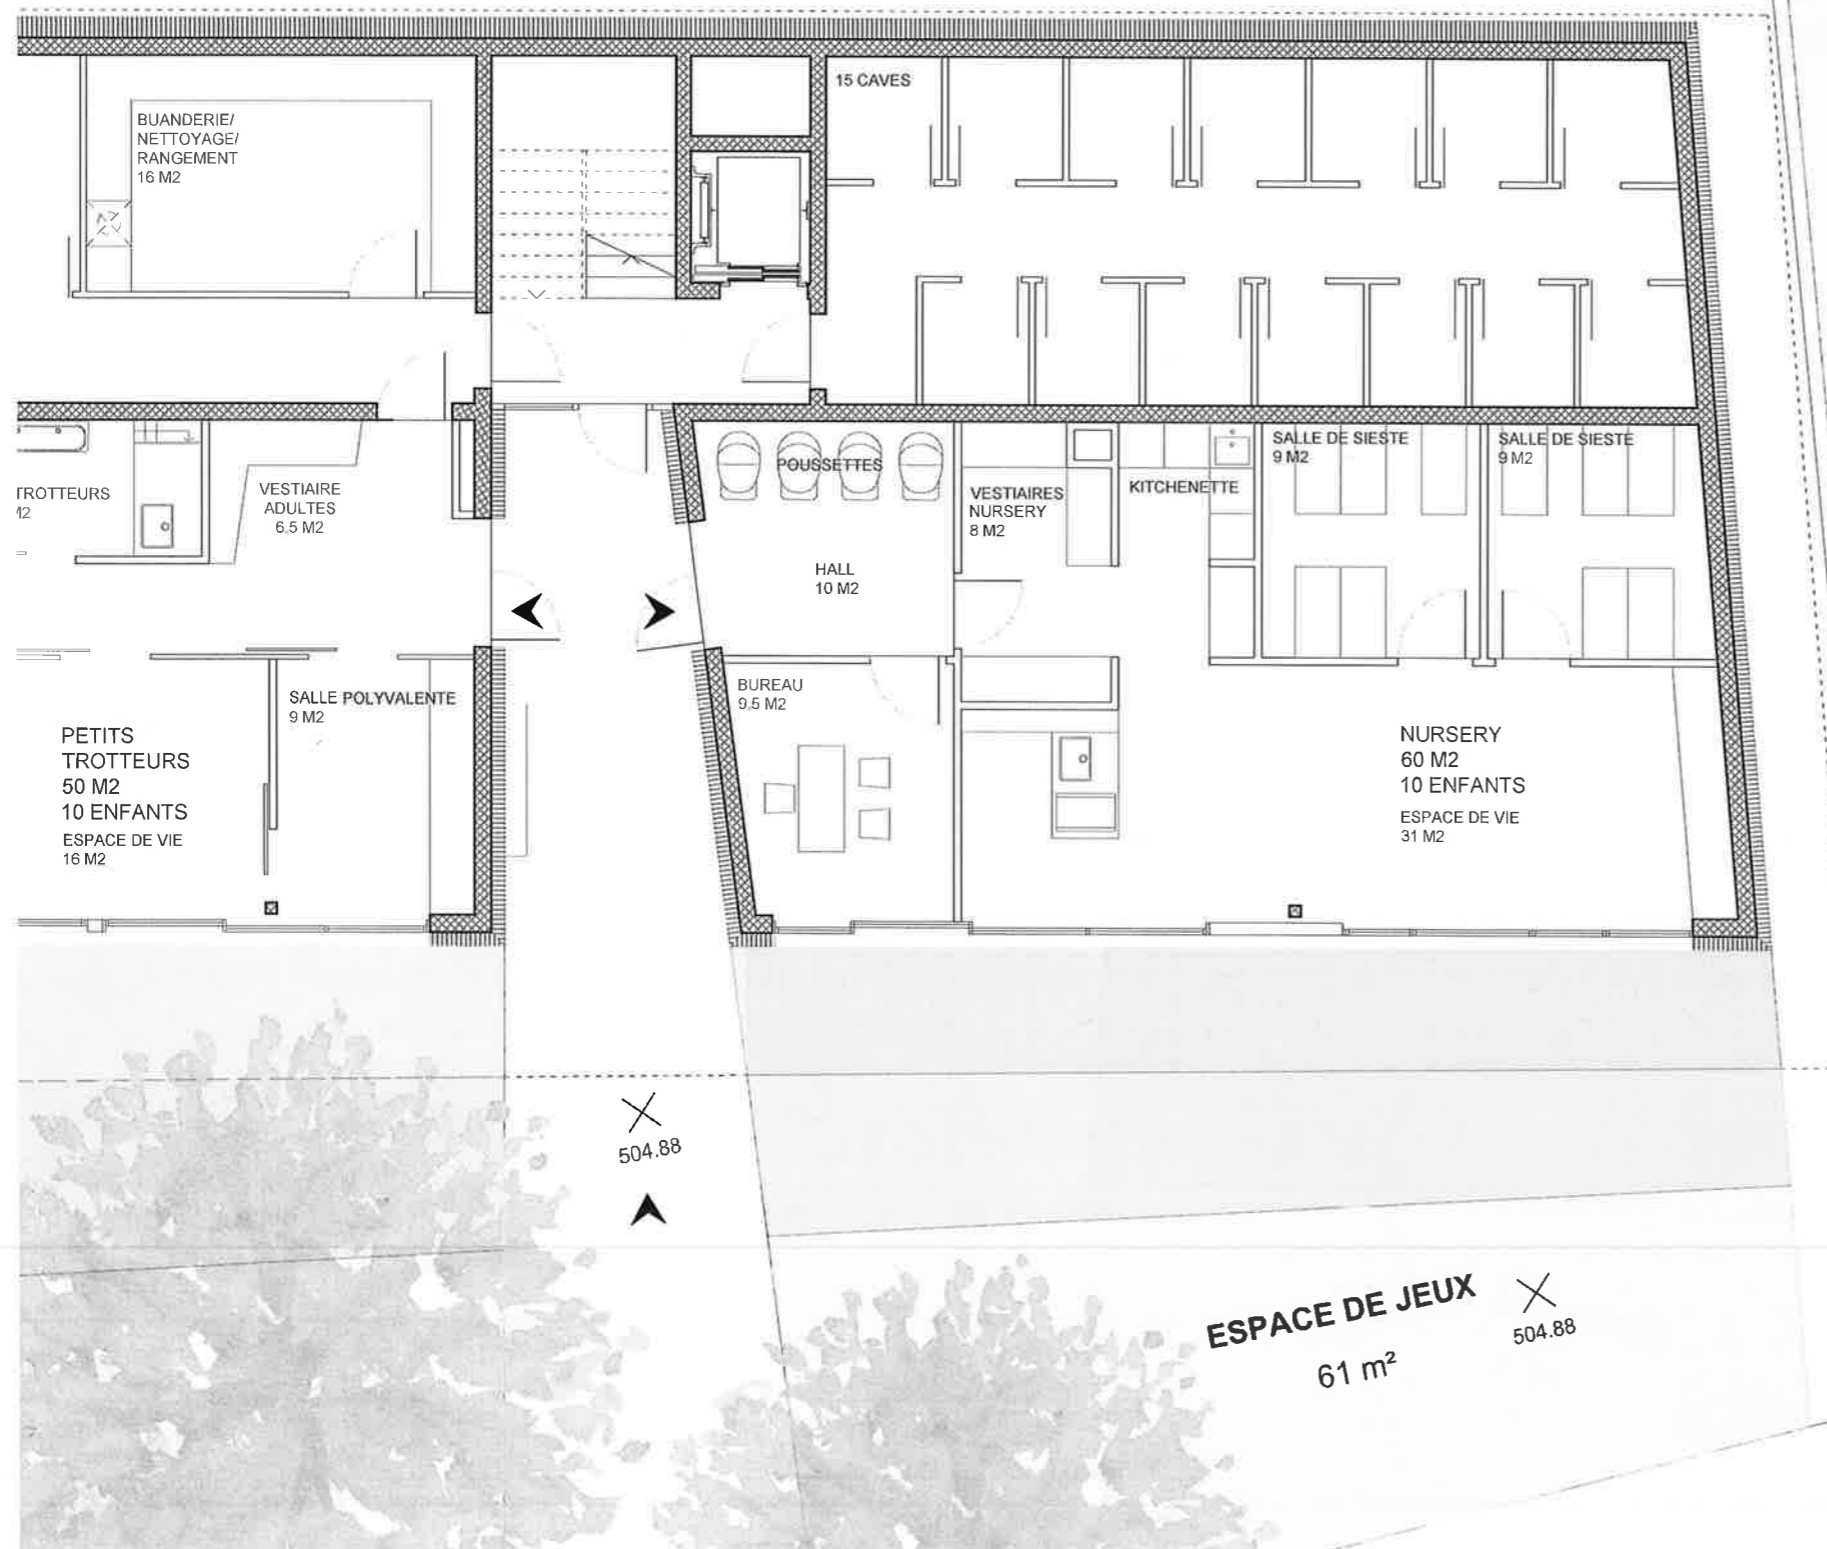 15 CAVES
BUANDERIE/
NETTOYAGE/
RANGEMENT
16 M2
TROTTEURS
M2
VESTIAIRE
ADULTES
6,5 M2
POUSSETTES
HALL
10 M2
VESTIAIRES
NURSERY
8 M2
KITCHENETTE
SALLE DE SIESTE
9 M2
SALLE DE SIESTE
9 M2
SALLE POLYVALENTE
9 M2
BUREAU
9,5 M2
PETITS
TROTTEURS
50 M2
10 ENFANTS
ESPACE DE VIE
16 M2
NURSERY
60 M2
10 ENFANTS
ESPACE DE VIE
31 M2
504.88
ESPACE DE JEUX
61 m²
504.88